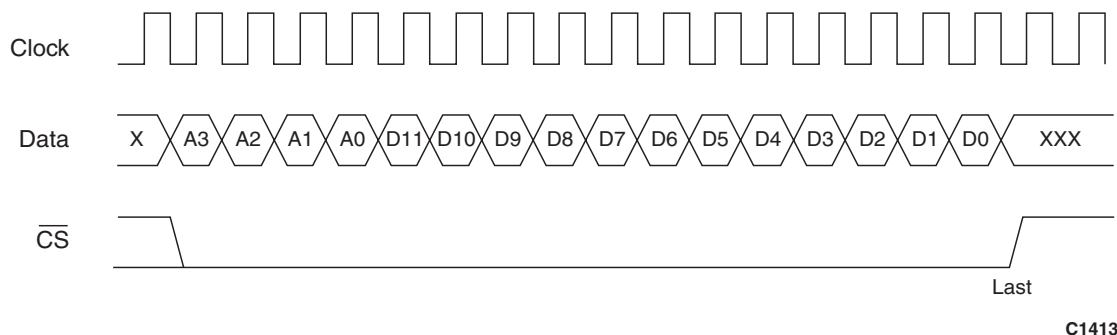 Clock
Data X A3 A2 A1 A0 D11 D10 D9 D8 D7 D6 D5 D4 D3 D2 D1 D0 XXX
C̅S̅
Last
C1413